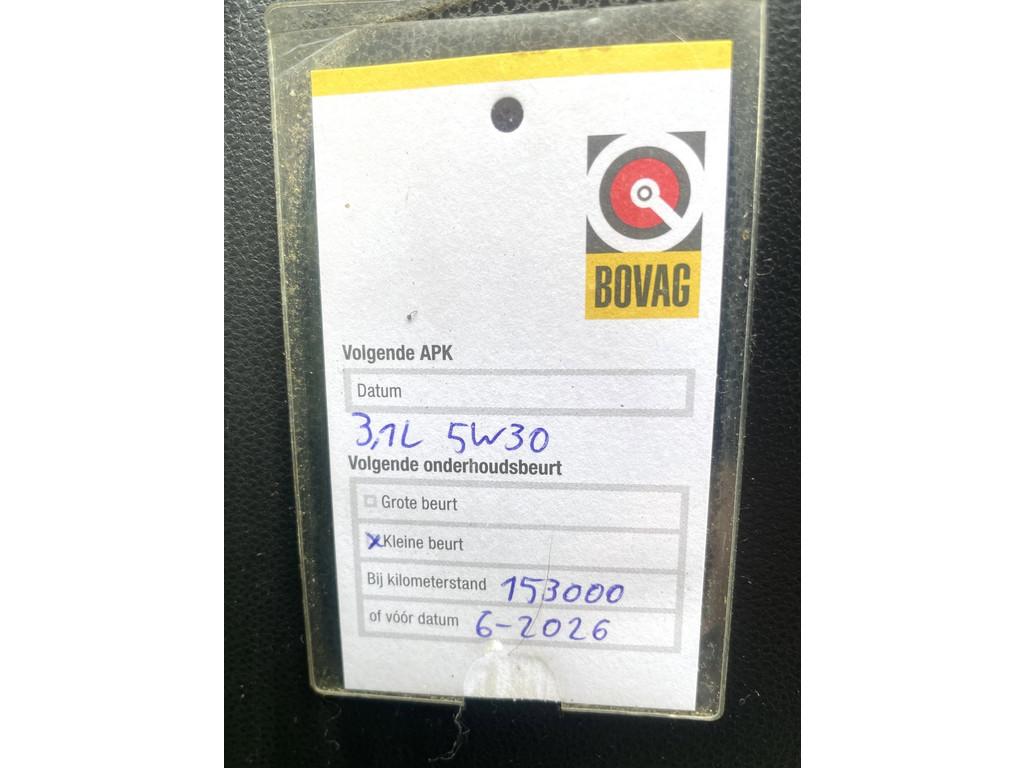 BOVAG
Volgende APK
Datum
3,1L 5W30
Volgende onderhoudsbeurt
Grote beurt
X Kleine beurt
Bij kilometerstand 153000
of vóór datum 6-2026